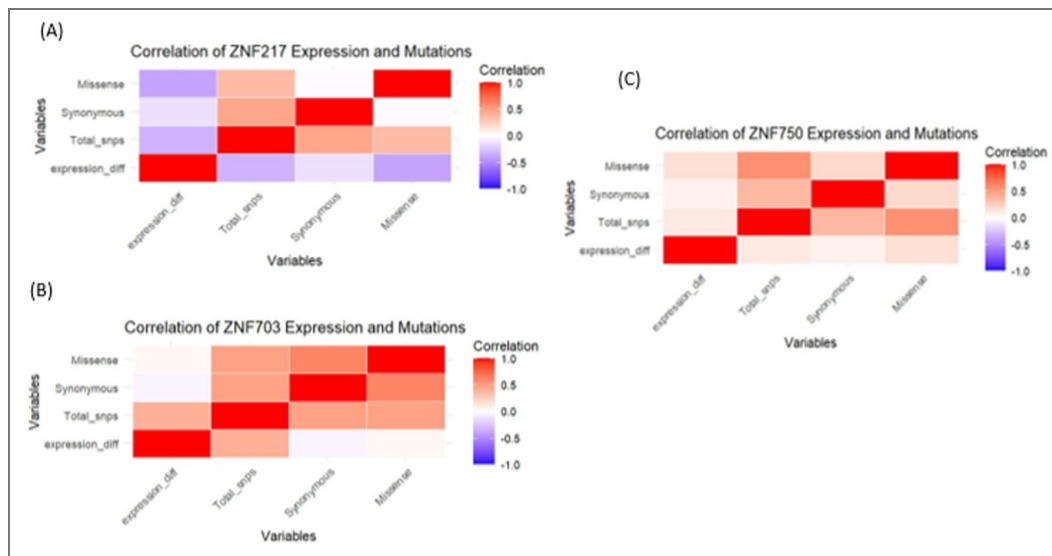 (A)
Correlation of ZNF217 Expression and Mutations
Variables
Missense
Synonymous
Total_snps
expression_diff
expression_diff
Total_snps
Synonymous
Missense
Variables
Correlation
1.0
0.5
0.0
-0.5
-1.0
(B)
Correlation of ZNF703 Expression and Mutations
Variables
Missense
Synonymous
Total_snps
expression_diff
expression_diff
Total_snps
Synonymous
Missense
Variables
Correlation
1.0
0.5
0.0
-0.5
-1.0
(C)
Correlation of ZNF750 Expression and Mutations
Variables
Missense
Synonymous
Total_snps
expression_diff
expression_diff
Total_snps
Synonymous
Missense
Variables
Correlation
1.0
0.5
0.0
-0.5
-1.0